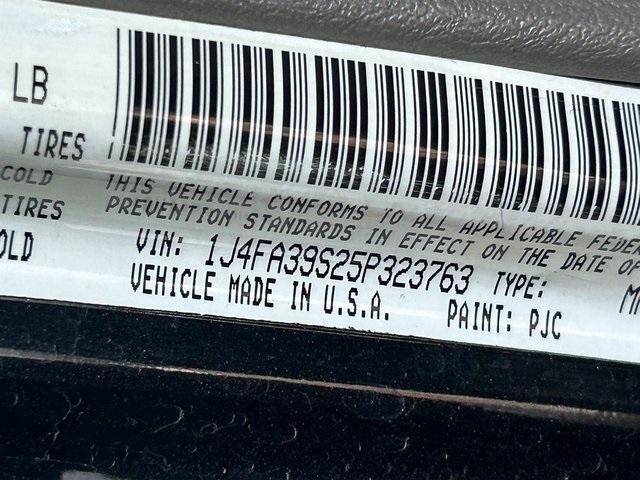 LB
TIRES
COLD
TIRES
OLD
THIS VEHICLE CONFORMS TO ALL APPLICABLE FEDER
PREVENTION STANDARDS IN EFFECT ON THE DATE OF
VIN: 1J4FA39S25P323763 TYPE:
VEHICLE MADE IN U.S.A. PAINT: PJC